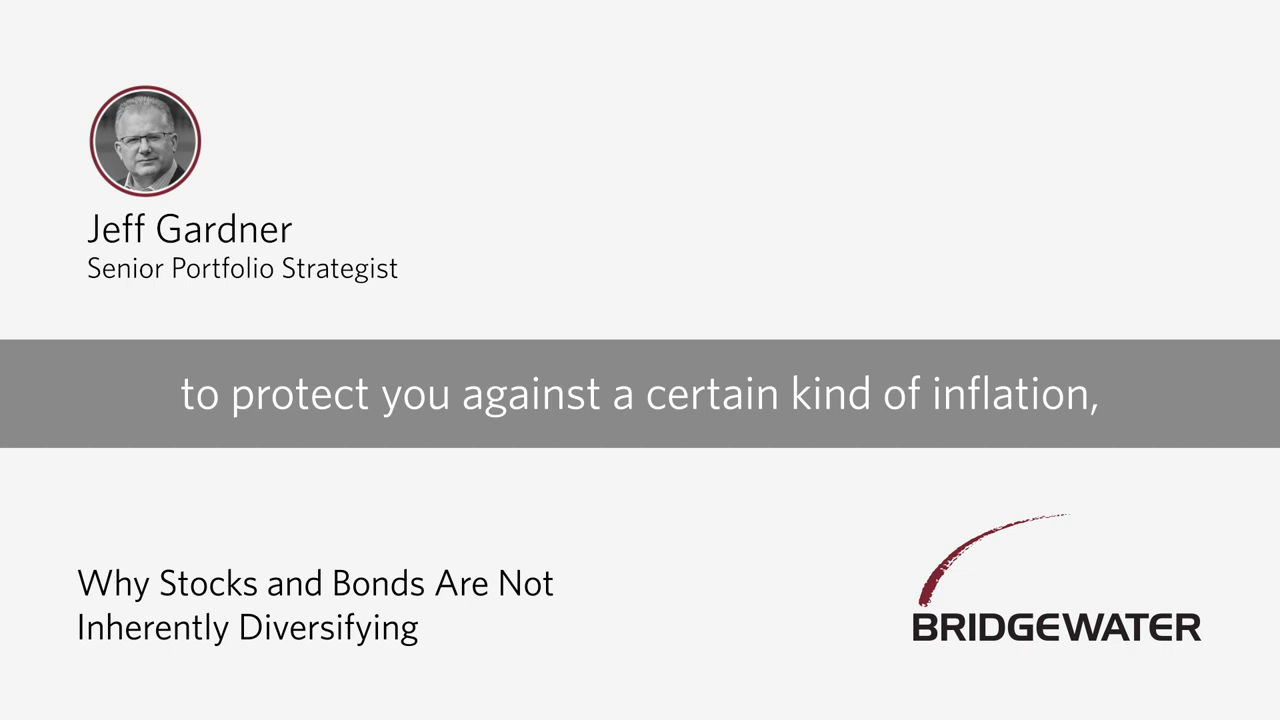 Jeff Gardner
Senior Portfolio Strategist
to protect you against a certain kind of inflation,
Why Stocks and Bonds Are Not
Inherently Diversifying
BRIDGEWATER